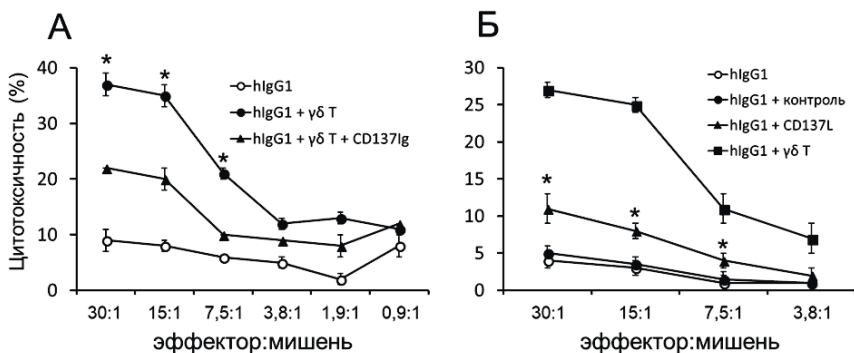 А
Цитотоксичность (%)
40
30
20
10
0
*
*
*
hIgG1
hIgG1 + γδ T
hIgG1 + γδ T + CD137Ig
30:1
15:1
7,5:1
3,8:1
1,9:1
0,9:1
эффектор:мишень
Б
30
25
20
15
10
5
0
*
*
*
hIgG1
hIgG1 + контроль
hIgG1 + CD137L
hIgG1 + γδ T
30:1
15:1
7,5:1
3,8:1
эффектор:мишень